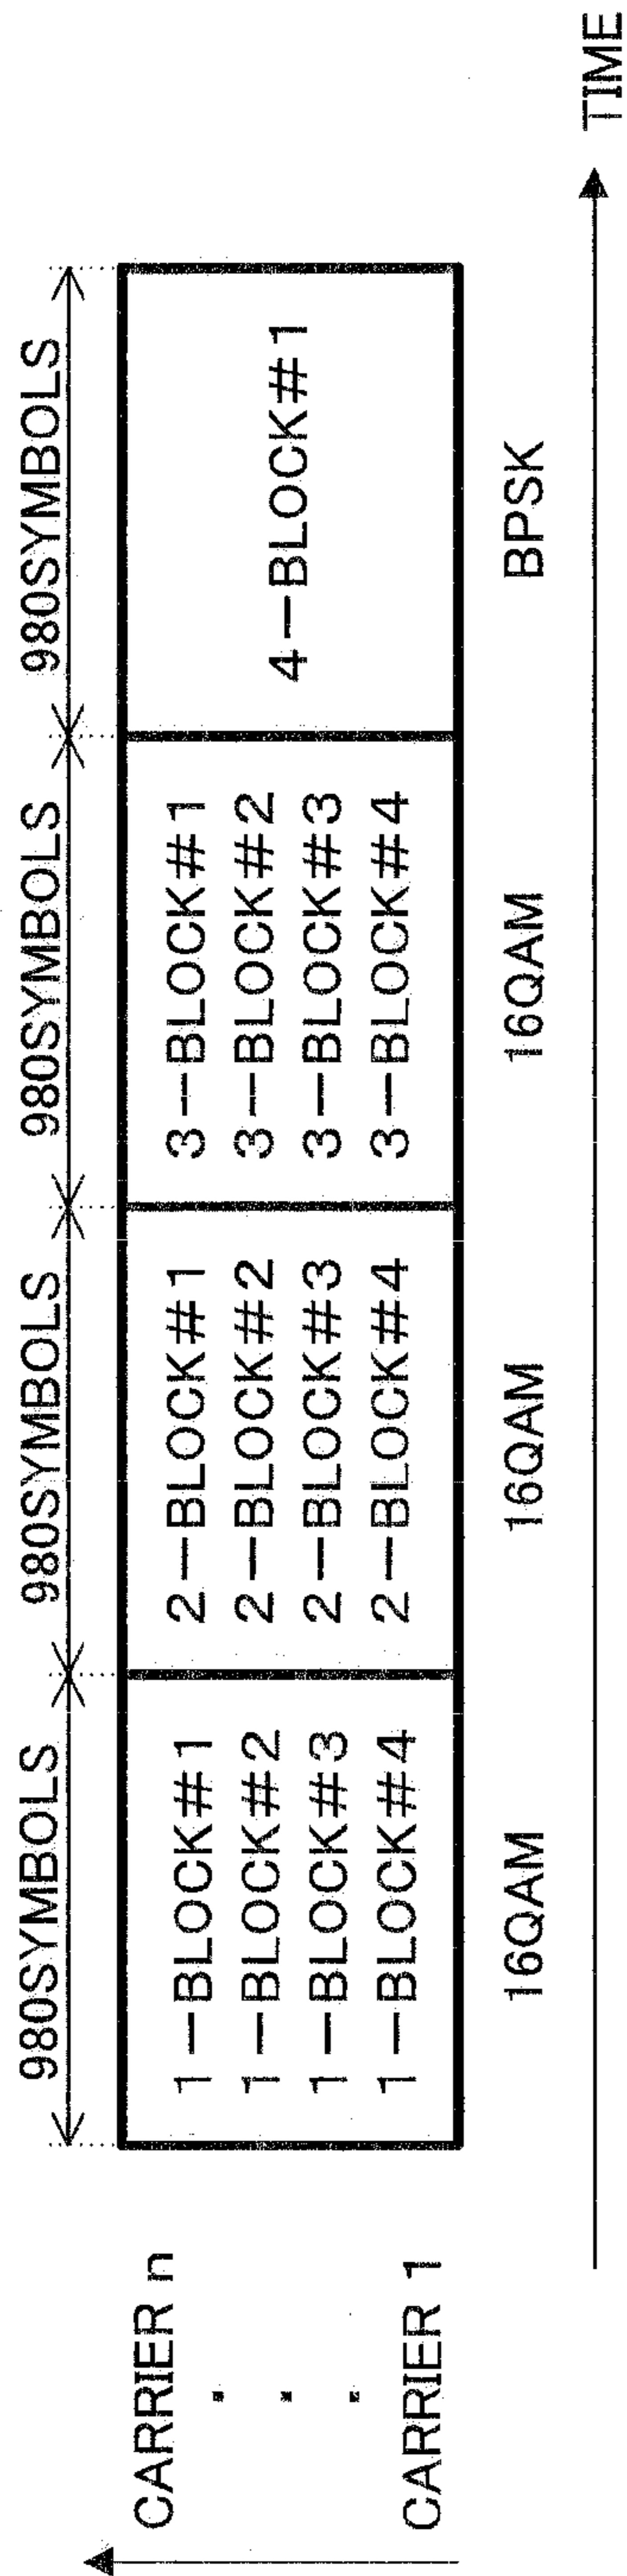 980SYMBOLS 980SYMBOLS 980SYMBOLS 980SYMBOLS
CARRIER n
CARRIER 1
1-BLOCK#1
1-BLOCK#2
1-BLOCK#3
1-BLOCK#4
2-BLOCK#1
2-BLOCK#2
2-BLOCK#3
2-BLOCK#4
3-BLOCK#1
3-BLOCK#2
3-BLOCK#3
3-BLOCK#4
4-BLOCK#1
16QAM 16QAM 16QAM BPSK
TIME